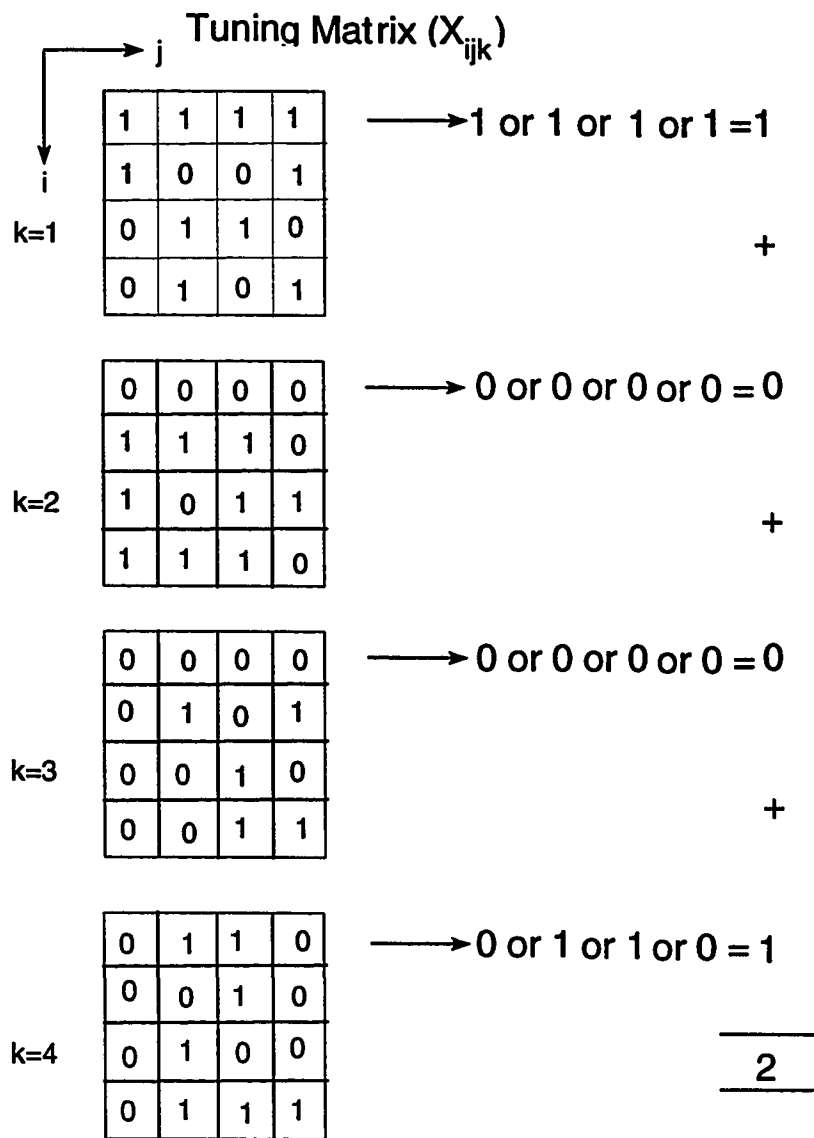 Tuning Matrix (X_ijk)
j
i
1 1 1 1 → 1 or 1 or 1 or 1 = 1
1 0 0 1
k=1
0 1 1 0
+
0 1 0 1
0 0 0 0 → 0 or 0 or 0 or 0 = 0
1 1 1 0
k=2
1 0 1 1
+
1 1 1 0
0 0 0 0 → 0 or 0 or 0 or 0 = 0
0 1 0 1
k=3
0 0 1 0
+
0 0 1 1
0 1 1 0 → 0 or 1 or 1 or 0 = 1
0 0 1 0
k=4
0 1 0 0
2
0 1 1 1